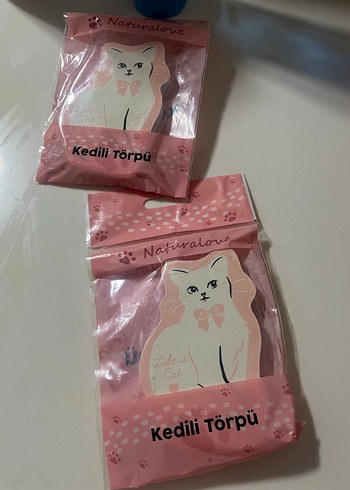 Naturalove
Kedili Törpü
Naturalove
Like a
Cat
Kedili Törpü